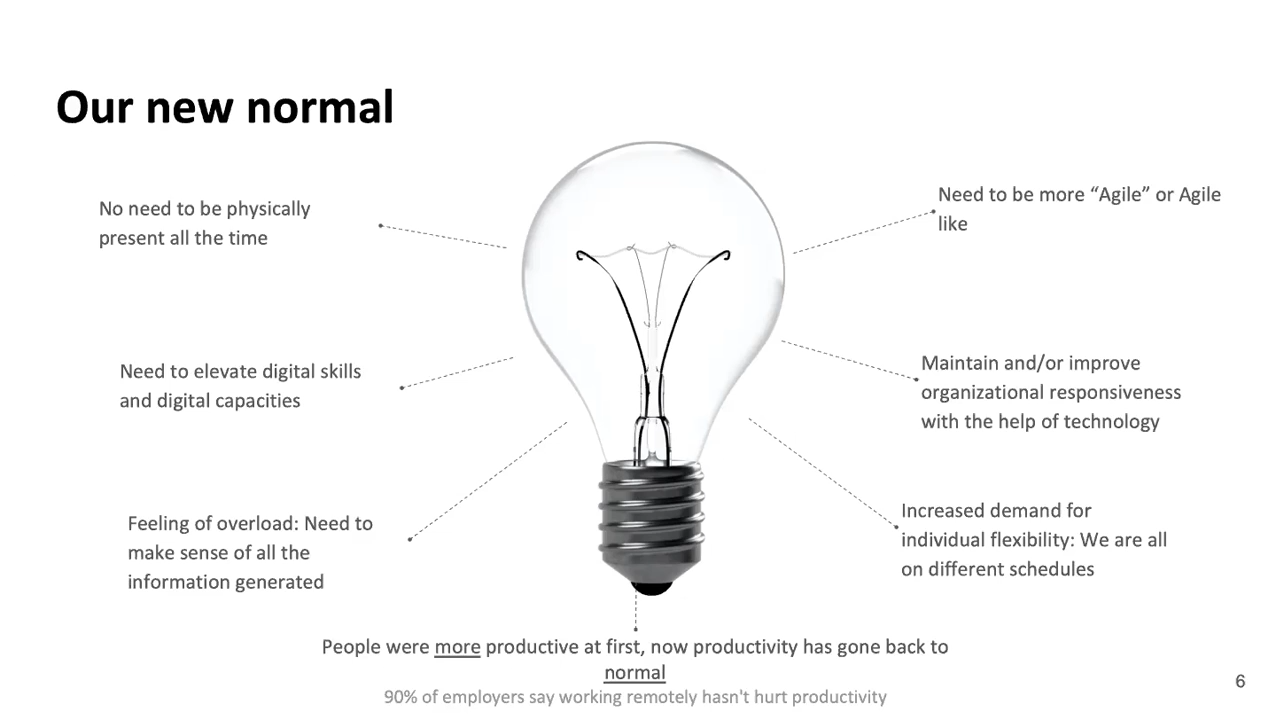 Our new normal
No need to be physically
present all the time
Need to elevate digital skills
and digital capacities
Feeling of overload: Need to
make sense of all the
information generated
Need to be more “Agile” or Agile
like
Maintain and/or improve
organizational responsiveness
with the help of technology
Increased demand for
individual flexibility: We are all
on different schedules
People were more productive at first, now productivity has gone back to
normal
90% of employers say working remotely hasn't hurt productivity
6